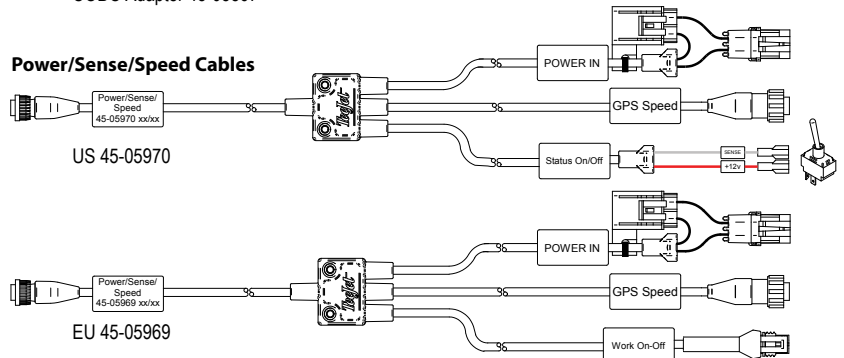 Power/Sense/Speed Cables
POWER IN
Power/Sense/
Speed
45-05970 xx/xx
TeeJet
GPS Speed
US 45-05970
Status On/Off
SENSE
+12v
POWER IN
Power/Sense/
Speed
45-05969 xx/xx
TeeJet
GPS Speed
EU 45-05969
Work On-Off